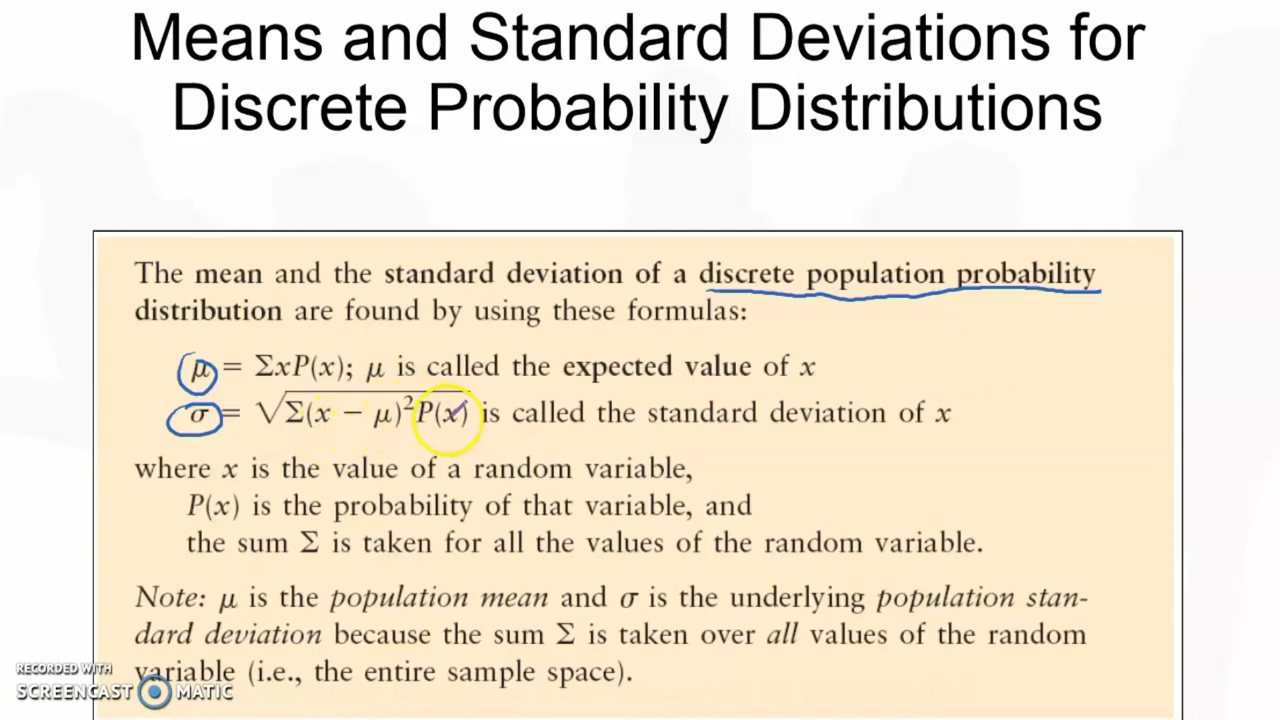 Means and Standard Deviations for
Discrete Probability Distributions
The mean and the standard deviation of a discrete population probability
distribution are found by using these formulas:
μ = ΣxP(x); μ is called the expected value of x
σ = √Σ(x − μ)²P(x) is called the standard deviation of x
where x is the value of a random variable,
P(x) is the probability of that variable, and
the sum Σ is taken for all the values of the random variable.
Note: μ is the population mean and σ is the underlying population stan-
dard deviation because the sum Σ is taken over all values of the random
variable (i.e., the entire sample space).
RECORDED WITH
SCREENCAST MATIC